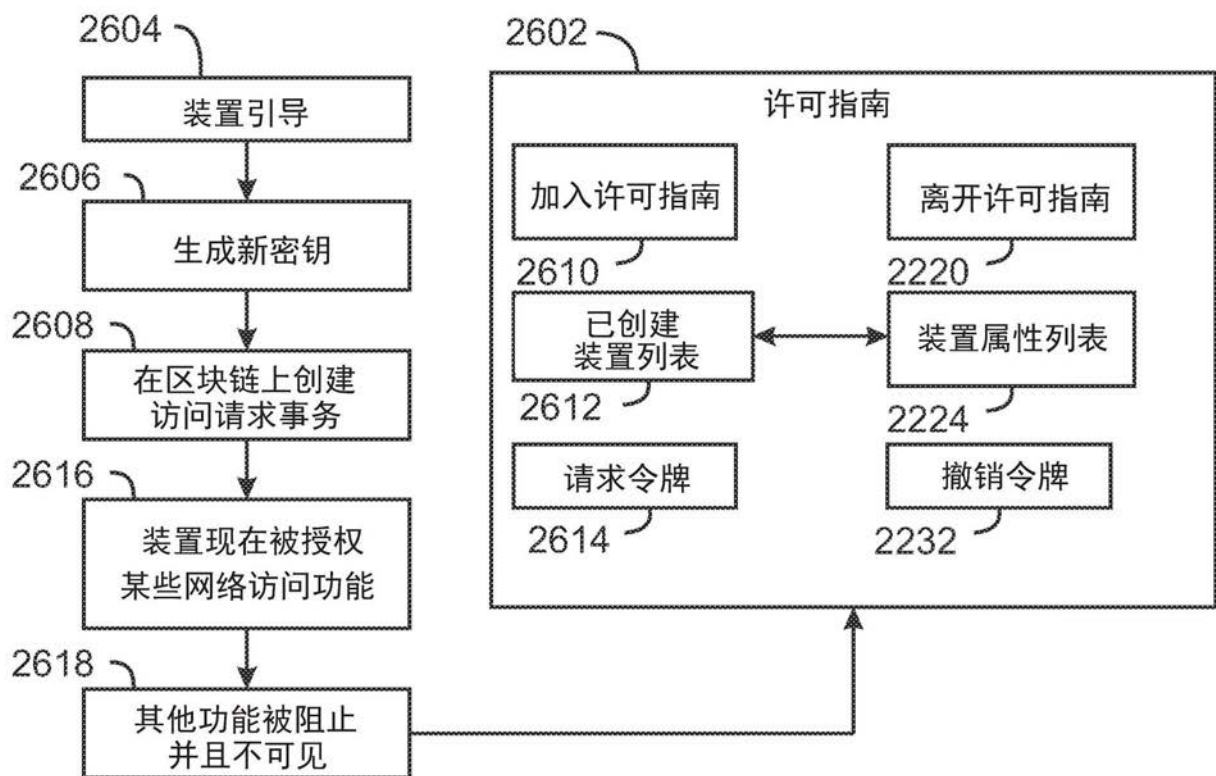 2604
装置引导
2606
生成新密钥
2608
在区块链上创建
访问请求事务
2616
装置现在被授权
某些网络访问功能
2618
其他功能被阻止
并且不可见
2602
许可指南
加入许可指南
2610
离开许可指南
2220
已创建
装置列表
2612
装置属性列表
2224
请求令牌
2614
撤销令牌
2232